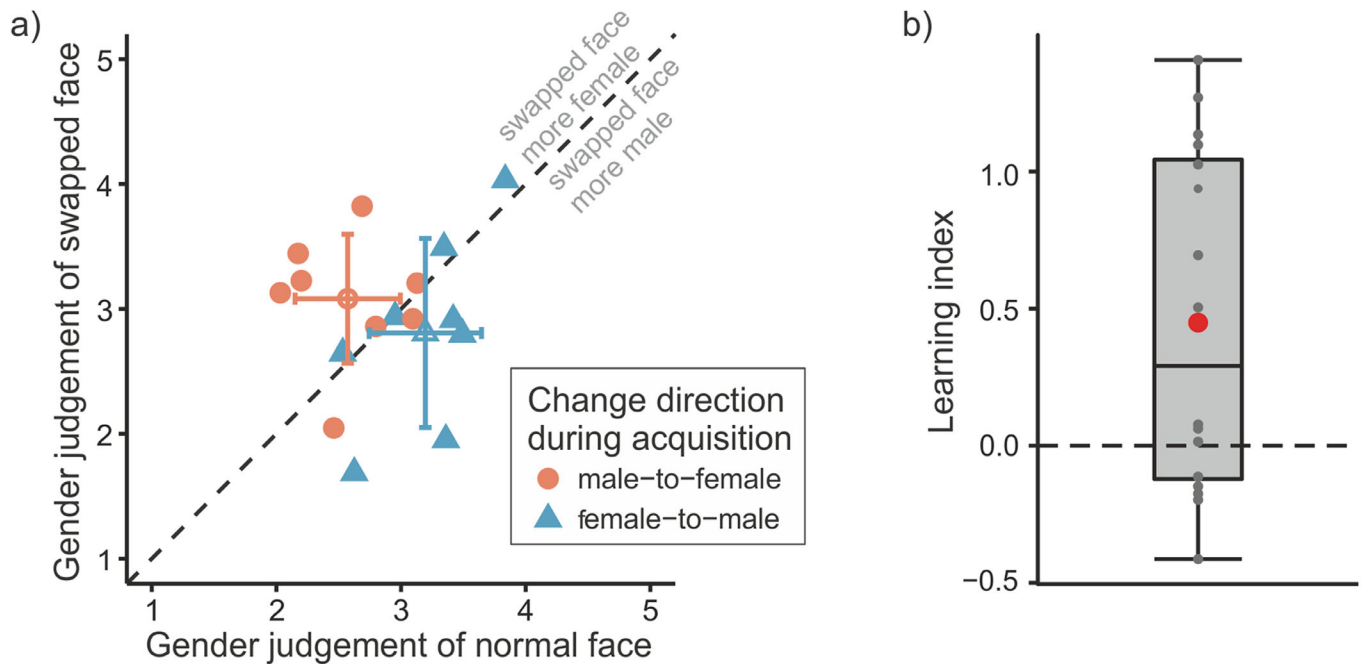 a)
Gender judgement of swapped face
5
4
3
2
1
swapped face
more female
swapped face
more male
Change direction
during acquisition
male−to−female
female−to−male
1 2 3 4 5
Gender judgement of normal face
b)
Learning index
1.0
0.5
0.0
−0.5